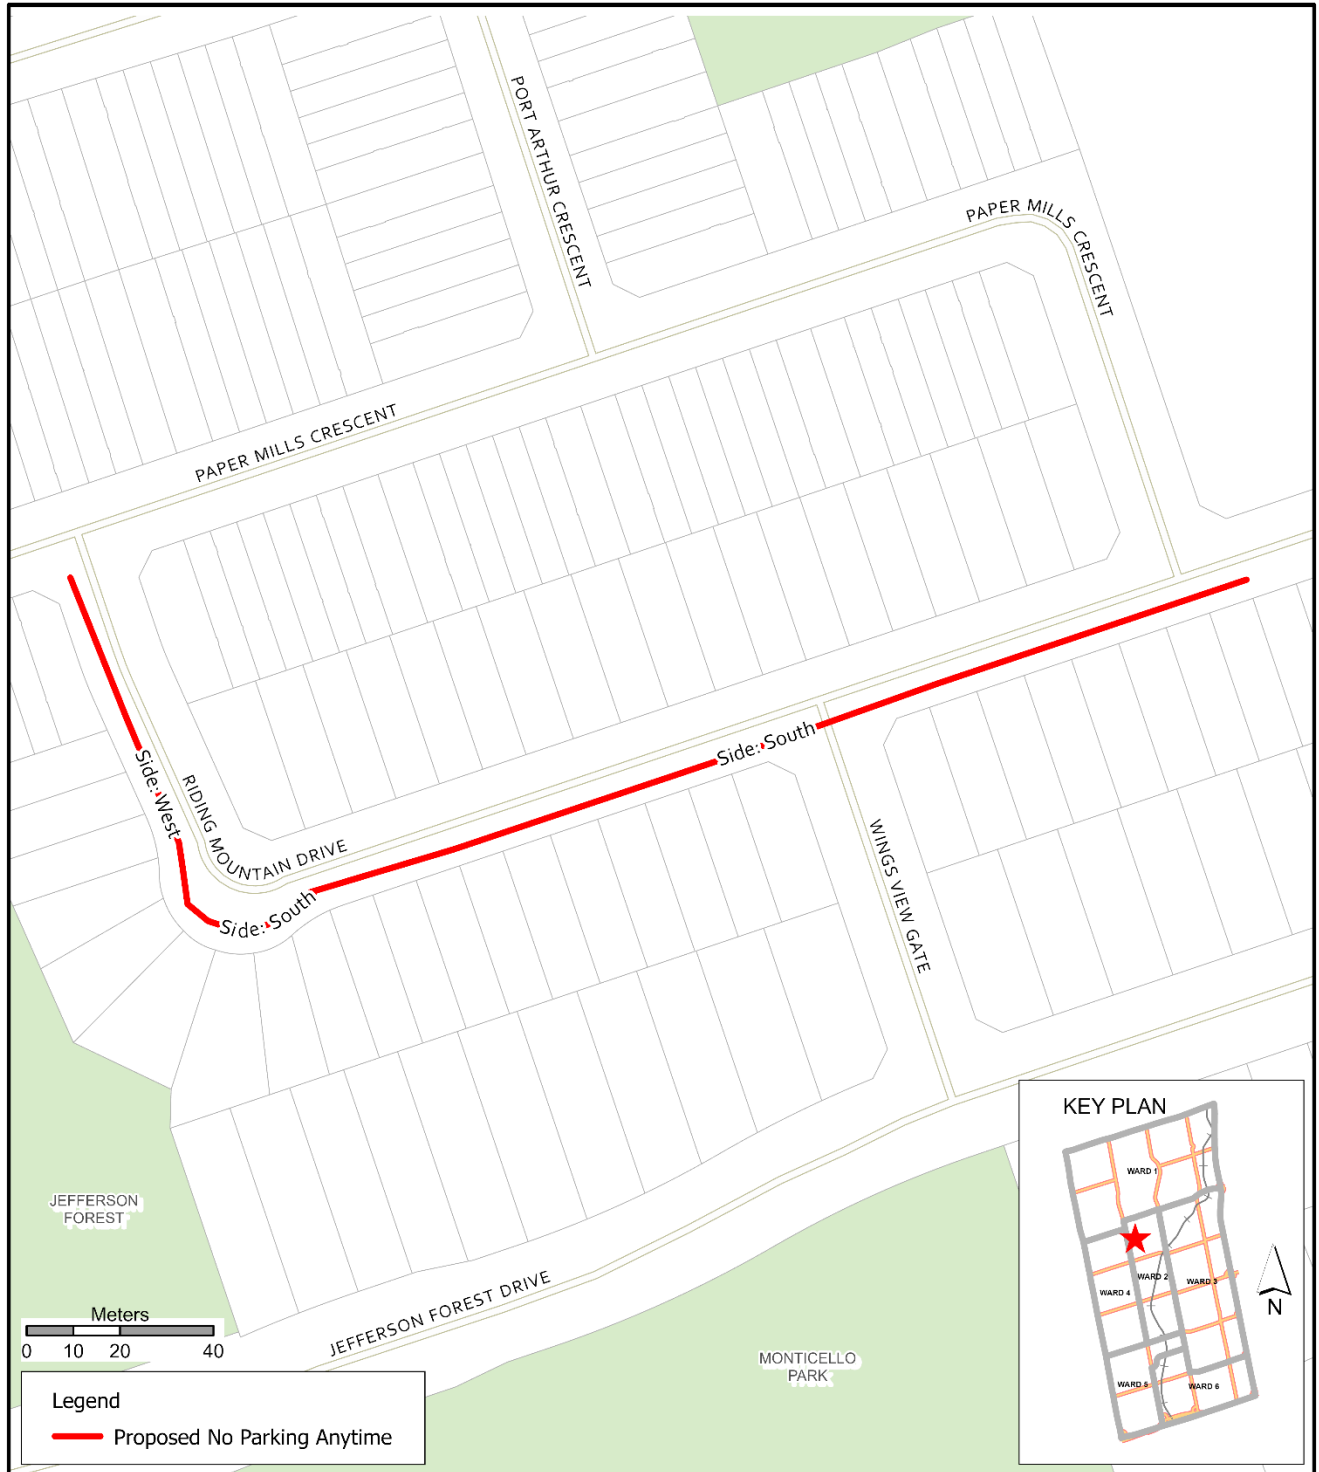 PORT ARTHUR CRESCENT
PAPER MILLS CRESCENT
PAPER MILLS CRESCENT
Side: West
RIDING MOUNTAIN DRIVE
Side: South
Side: South
WINGS VIEW GATE
JEFFERSON
FOREST
JEFFERSON FOREST DRIVE
MONTICELLO
PARK
Meters
0 10 20 40
Legend
Proposed No Parking Anytime
KEY PLAN
WARD 1
WARD 2
WARD 3
WARD 4
WARD 5
WARD 6
N